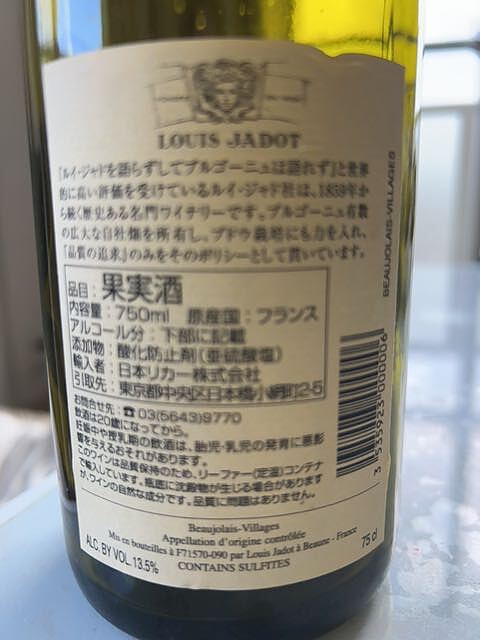 LOUIS JADOT
「ルイ・ジャドを語らずしてブルゴーニュは語れず」と世界
的に高い評価を受けているルイ・ジャド社は、1859年か
ら続く歴史ある名門ワイナリーです。ブルゴーニュ有数
の広大な自社畑を所有し、ブドウ栽培にも力を入れ、
「品質の追求」のみをそのポリシーとして貫いています。
品目：果実酒
内容量：750ml 原産国：フランス
アルコール分：下部に記載
添加物：酸化防止剤(亜硫酸塩)
輸入者：日本リカー株式会社
引取先：東京都中央区日本橋小網町2-5
お問合せ先：☎03(5643)9770
飲酒は20歳になってから。
妊娠中や授乳期の飲酒は、胎児・乳児の発育に悪影
響を与えるおそれがあります。
このワインは品質保持のため、リーファー(定温)コンテナ
で輸入しています。瓶底に沈殿物が生じる場合があります
が、ワインの自然な成分です。品質に問題はありません。
Beaujolais-Villages
Appellation d'origine contrôlée
Mis en bouteilles à F71570-090 par Louis Jadot à Beaune - France
ALC. BY VOL. 13.5%
CONTAINS SULFITES
75 cl
BEAUJOLAIS-VILLAGES
3 535923 000006